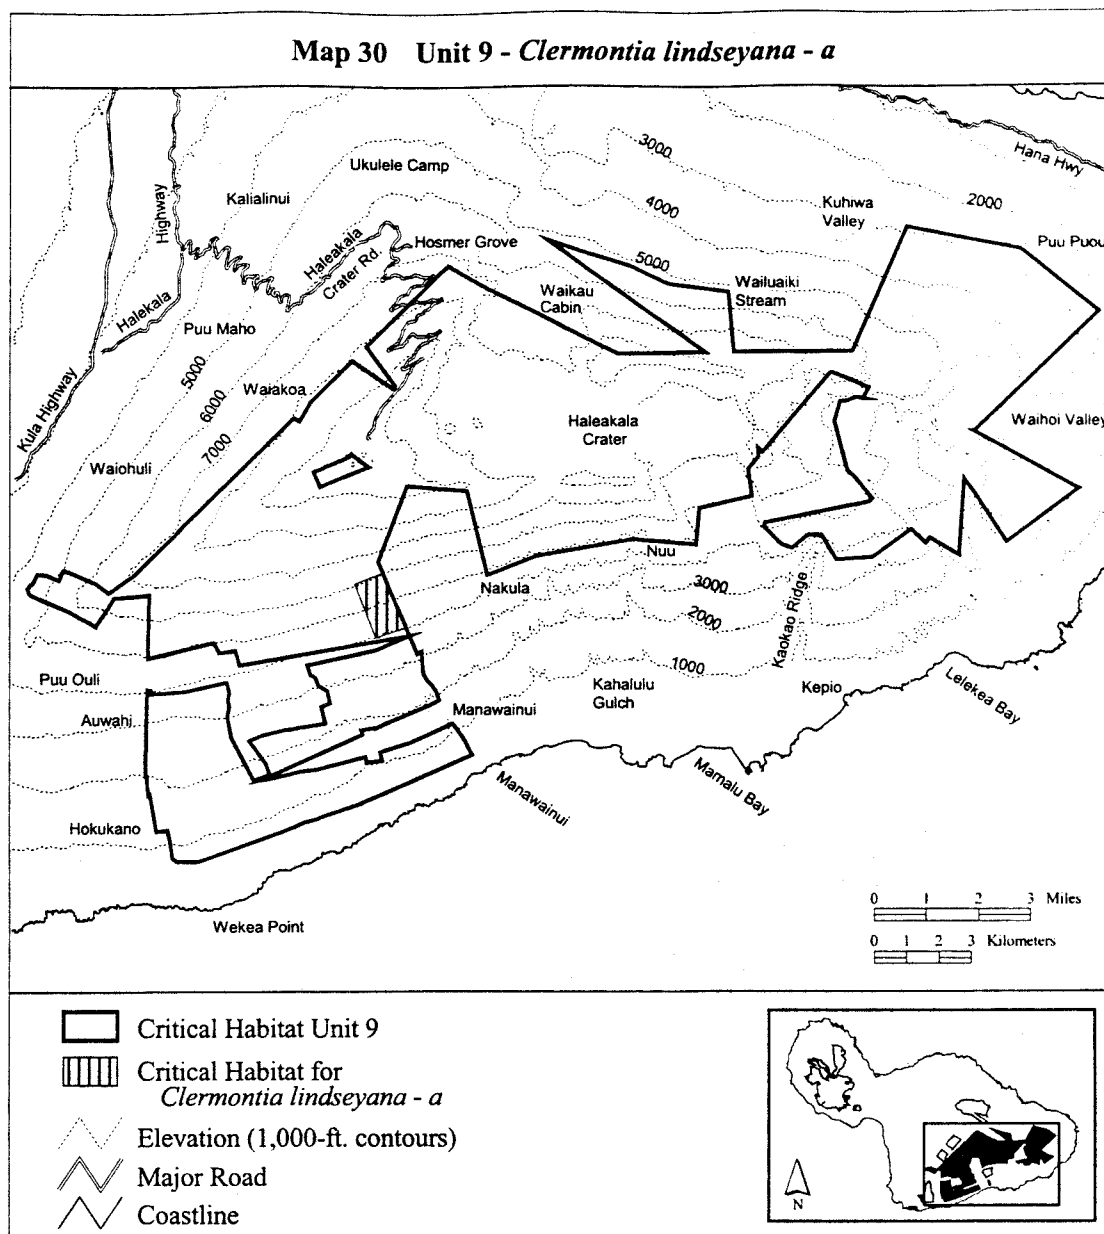 Map 30 Unit 9 - Clermontia lindseyana - a
Hana Hwy
3000
Ukulele Camp
Highway
Kalialinui
4000
Kuhiwa
Valley
2000
Haleakala
Crater Rd.
Hosmer Grove
Puu Puou
5000
Waikau
Cabin
Wailuaiki
Stream
Halekala
Puu Maho
5000
Kula Highway
Waiakoa
6000
7000
Haleakala
Crater
Waihoi Valley
Waiohuli
Nuu
Nakula
3000
2000
Kaokao Ridge
1000
Puu Ouli
Kahalulu
Gulch
Kepio
Lelekea Bay
Auwahi
Manawainui
Mamalu Bay
Manawainui
Hokukano
Wekea Point
0 1 2 3 Miles
0 1 2 3 Kilometers
Critical Habitat Unit 9
Critical Habitat for
Clermontia lindseyana - a
Elevation (1,000-ft. contours)
Major Road
Coastline
N